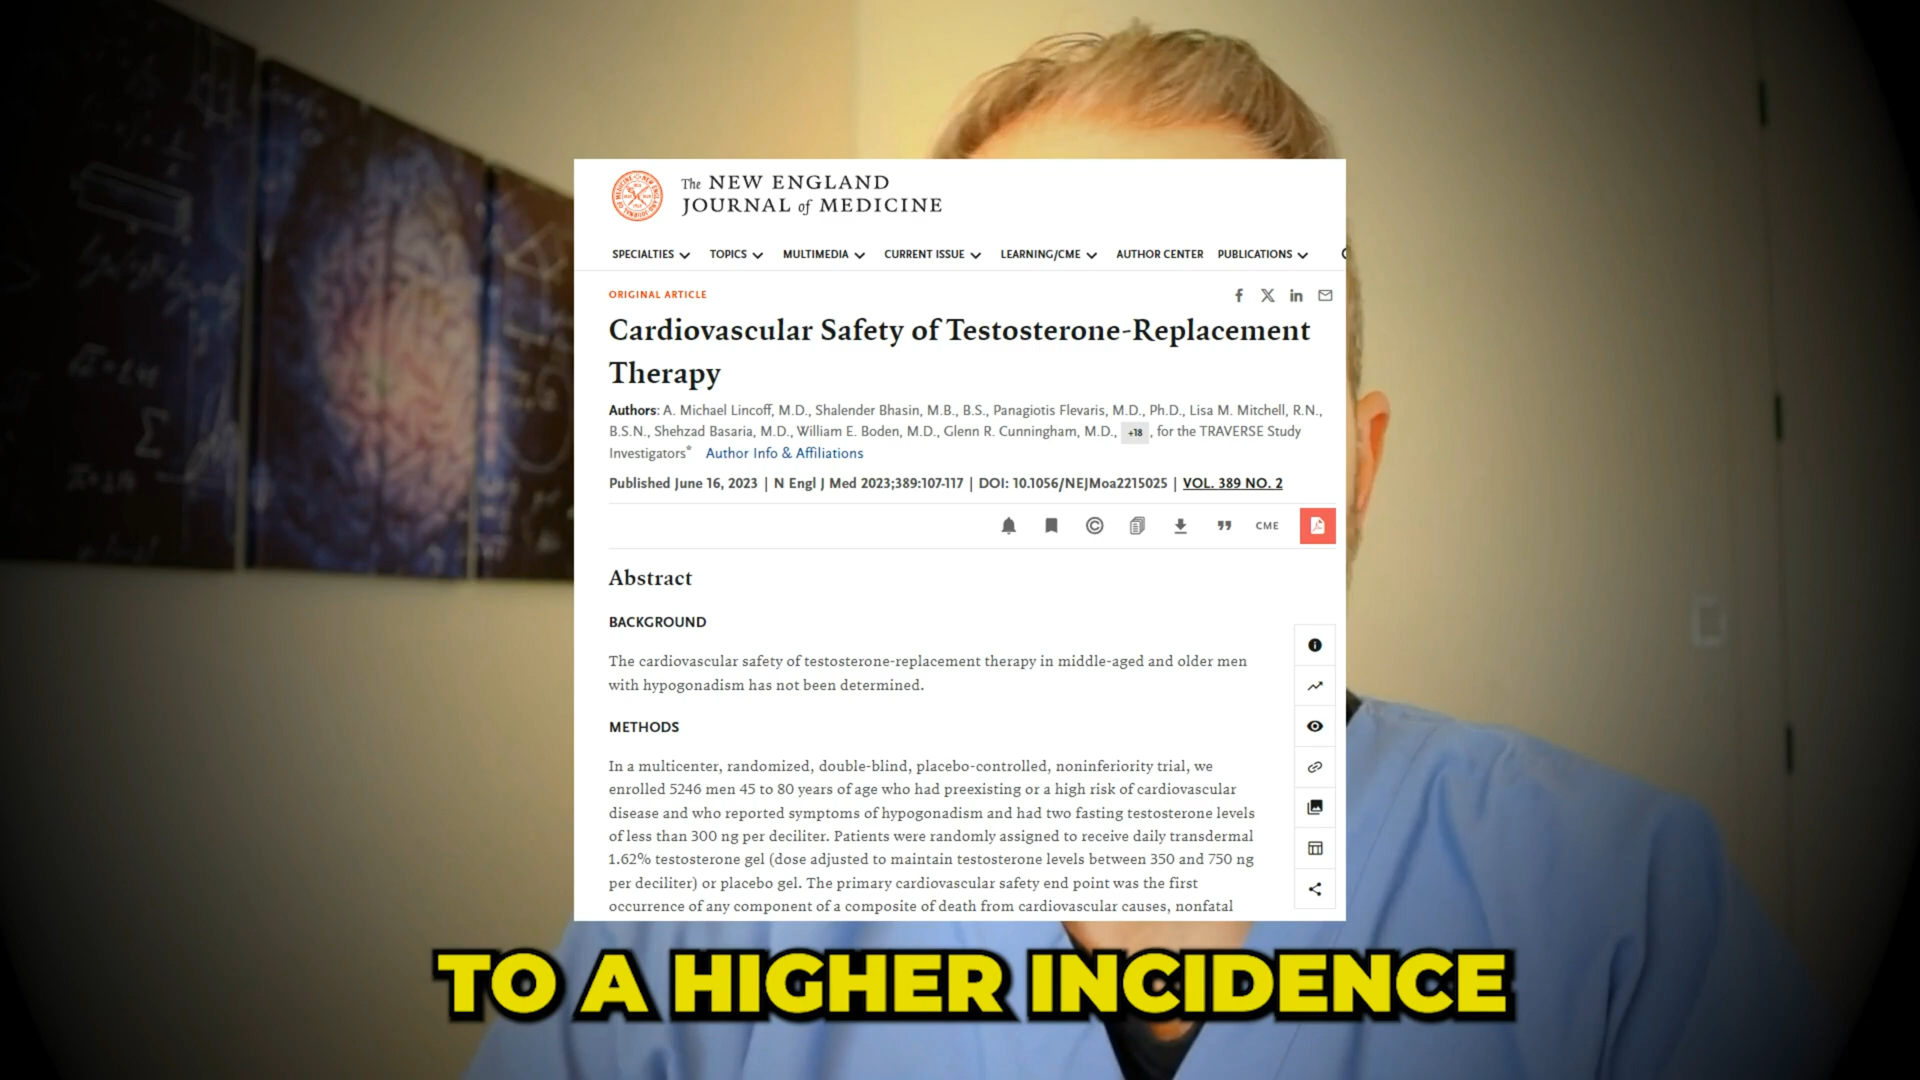 The NEW ENGLAND
JOURNAL of MEDICINE
SPECIALTIES TOPICS MULTIMEDIA CURRENT ISSUE LEARNING/CME AUTHOR CENTER PUBLICATIONS
ORIGINAL ARTICLE
Cardiovascular Safety of Testosterone-Replacement
Therapy
Authors: A. Michael Lincoff, M.D., Shalender Bhasin, M.B., B.S., Panagiotis Flevaris, M.D., Ph.D., Lisa M. Mitchell, R.N.,
B.S.N., Shehzad Basaria, M.D., William E. Boden, M.D., Glenn R. Cunningham, M.D., +18 , for the TRAVERSE Study
Investigators* Author Info & Affiliations
Published June 16, 2023 | N Engl J Med 2023;389:107-117 | DOI: 10.1056/NEJMoa2215025 | VOL. 389 NO. 2
CME
Abstract
BACKGROUND
The cardiovascular safety of testosterone-replacement therapy in middle-aged and older men
with hypogonadism has not been determined.
METHODS
In a multicenter, randomized, double-blind, placebo-controlled, noninferiority trial, we
enrolled 5246 men 45 to 80 years of age who had preexisting or a high risk of cardiovascular
disease and who reported symptoms of hypogonadism and had two fasting testosterone levels
of less than 300 ng per deciliter. Patients were randomly assigned to receive daily transdermal
1.62% testosterone gel (dose adjusted to maintain testosterone levels between 350 and 750 ng
per deciliter) or placebo gel. The primary cardiovascular safety end point was the first
occurrence of any component of a composite of death from cardiovascular causes, nonfatal
TO A HIGHER INCIDENCE